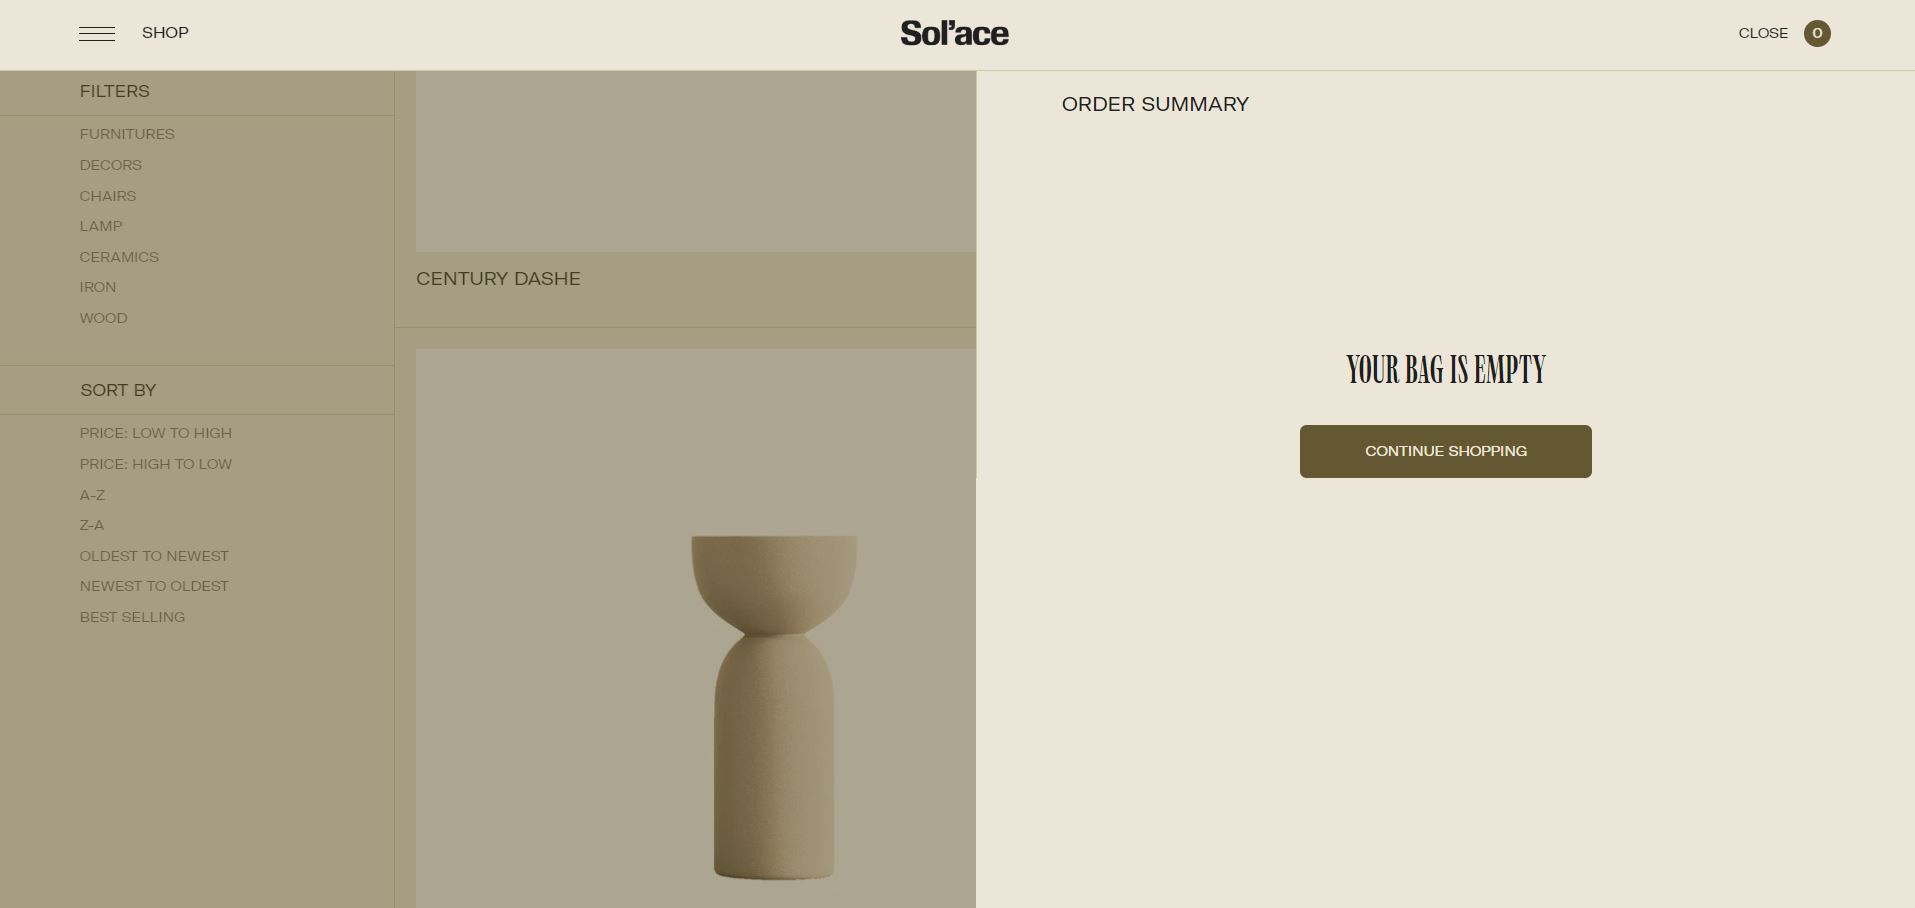 SHOP
Sol'ace
CLOSE
0
FILTERS
FURNITURES
DECORS
CHAIRS
LAMP
CERAMICS
IRON
WOOD
SORT BY
PRICE: LOW TO HIGH
PRICE: HIGH TO LOW
A-Z
Z-A
OLDEST TO NEWEST
NEWEST TO OLDEST
BEST SELLING
CENTURY DASHE
ORDER SUMMARY
YOUR BAG IS EMPTY
CONTINUE SHOPPING